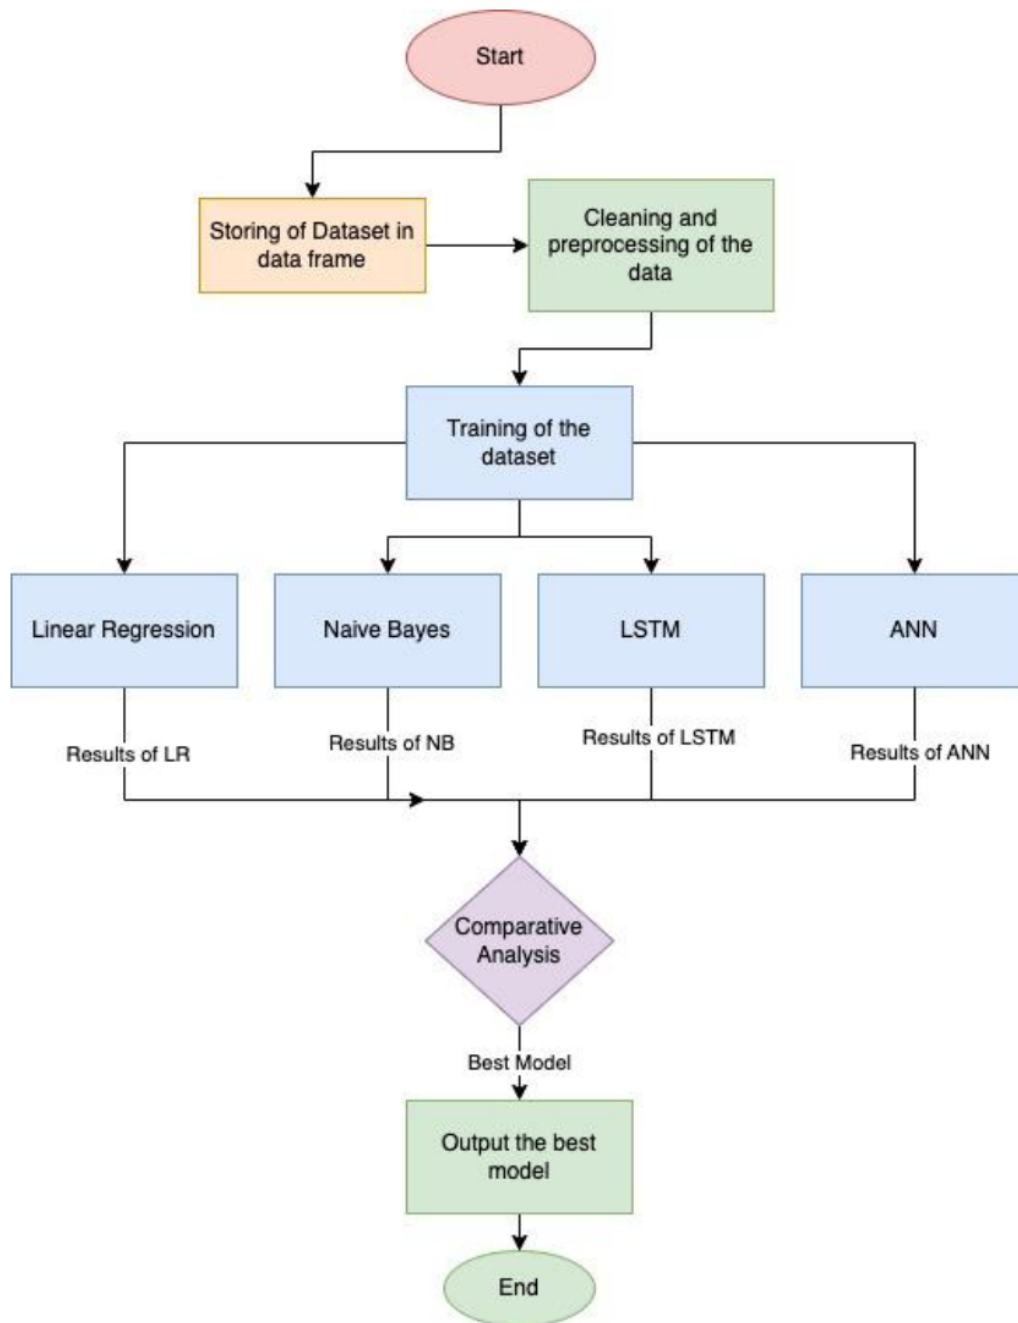 Start
Storing of Dataset in
data frame
Cleaning and
preprocessing of the
data
Training of the
dataset
Linear Regression
Naive Bayes
LSTM
ANN
Results of LR
Results of NB
Results of LSTM
Results of ANN
Comparative
Analysis
Best Model
Output the best
model
End